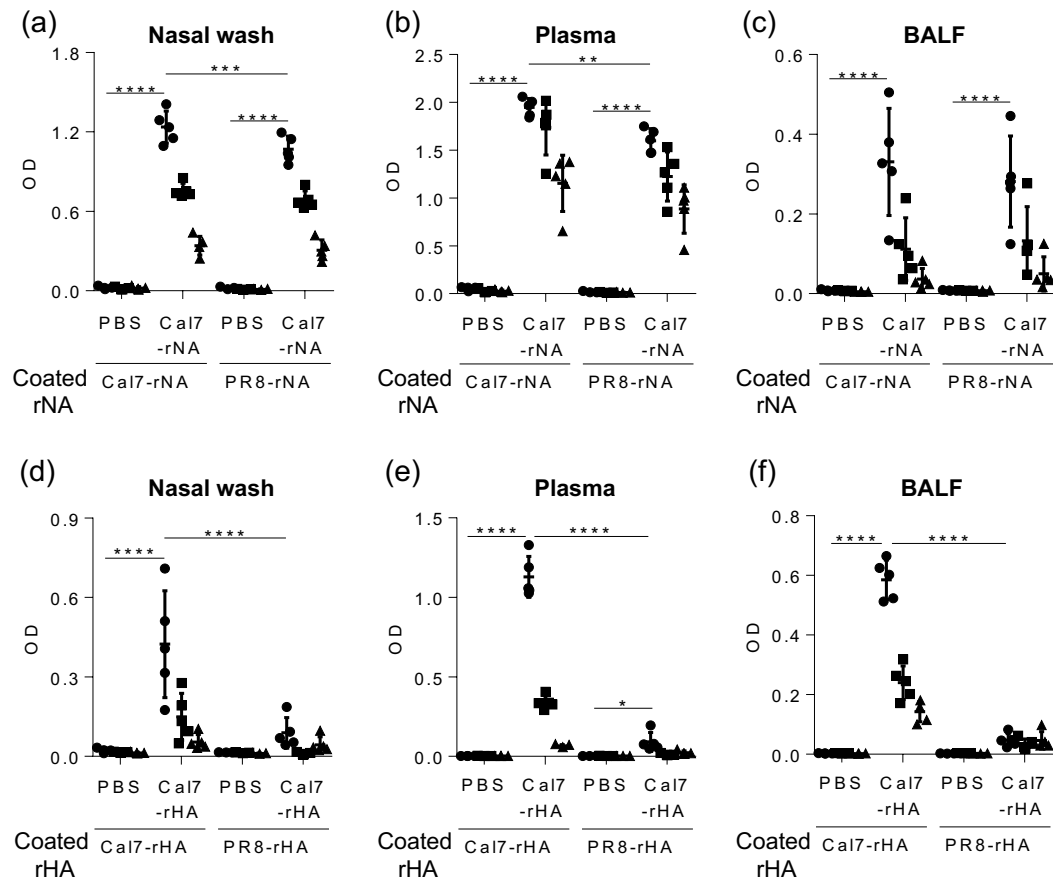 (a)
Nasal wash
OD
1.8
1.2
0.6
0.0
****
***
****
PBS
Cal7
-rNA
PBS
Cal7
-rNA
Coated
rNA
Cal7-rNA
PR8-rNA
(b)
Plasma
2.5
2.0
1.5
1.0
0.5
0.0
****
**
****
PBS
Cal7
-rNA
PBS
Cal7
-rNA
Coated
rNA
Cal7-rNA
PR8-rNA
(c)
BALF
0.6
0.4
0.2
0.0
****
****
PBS
Cal7
-rNA
PBS
Cal7
-rNA
Coated
rNA
Cal7-rNA
PR8-rNA
(d)
Nasal wash
OD
0.9
0.6
0.3
0.0
****
****
PBS
Cal7
-rHA
PBS
Cal7
-rHA
Coated
rHA
Cal7-rHA
PR8-rHA
(e)
Plasma
1.5
1.0
0.5
0.0
****
****
*
PBS
Cal7
-rHA
PBS
Cal7
-rHA
Coated
rHA
Cal7-rHA
PR8-rHA
(f)
BALF
0.8
0.6
0.4
0.2
0.0
****
****
PBS
Cal7
-rHA
PBS
Cal7
-rHA
Coated
rHA
Cal7-rHA
PR8-rHA